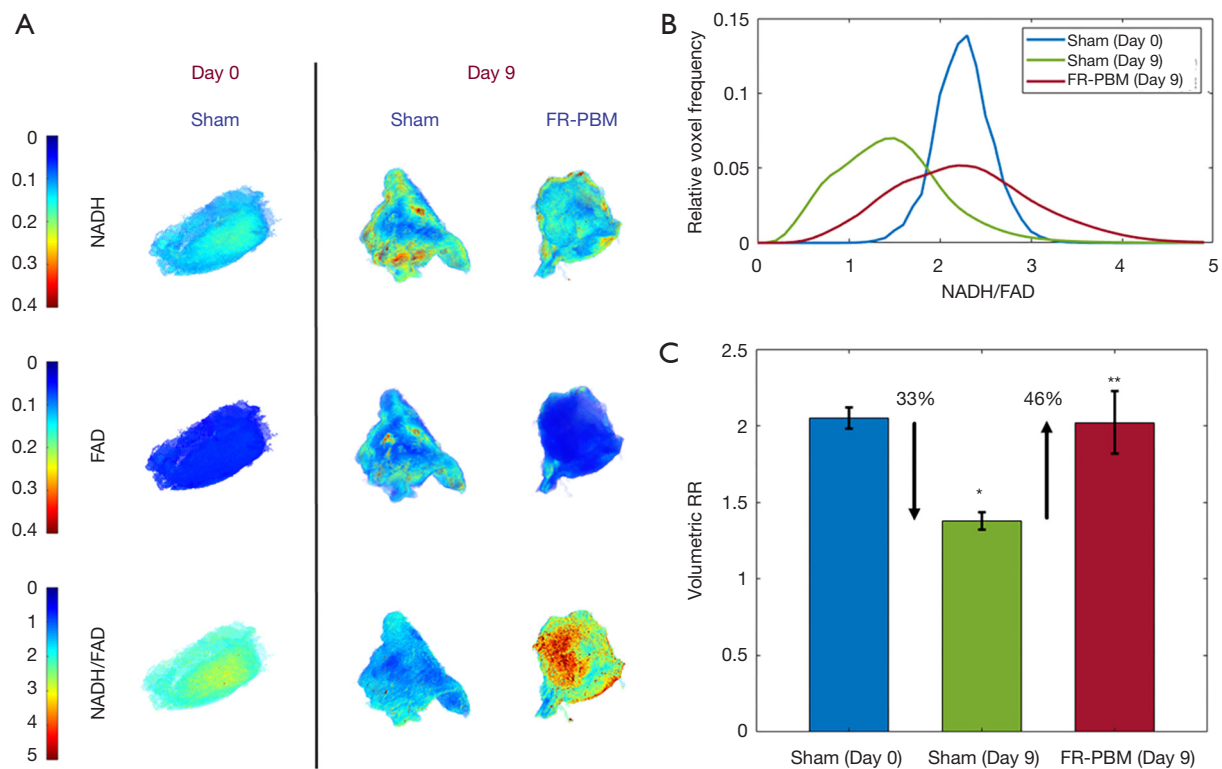 A
Day 0
Day 9
Sham
Sham
FR-PBM
0
0.1
0.2
0.3
0.4
NADH
0
0.1
0.2
0.3
0.4
FAD
0
1
2
3
4
5
NADH/FAD
B
0.15
0.1
0.05
0
Relative voxel frequency
Sham (Day 0)
Sham (Day 9)
FR-PBM (Day 9)
0 1 2 3 4 5
NADH/FAD
C
2.5
2
1.5
1
0.5
0
Volumetric RR
33%
*
46%
**
Sham (Day 0) Sham (Day 9) FR-PBM (Day 9)